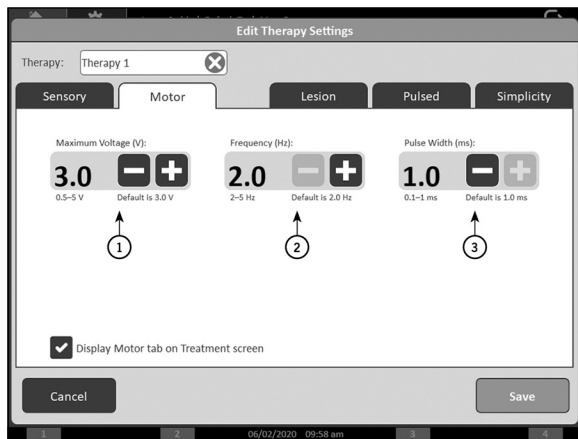 Edit Therapy Settings
Therapy: Therapy 1
Sensory Motor Lesion Pulsed Simplicity
Maximum Voltage (V): Frequency (Hz): Pulse Width (ms):
3.0 − + 2.0 − + 1.0 − +
0.5–5 V Default is 3.0 V 2–5 Hz Default is 2.0 Hz 0.1–1 ms Default is 1.0 ms
1 2 3
Display Motor tab on Treatment screen
Cancel Save
1 2 06/02/2020 09:58 am 3 4